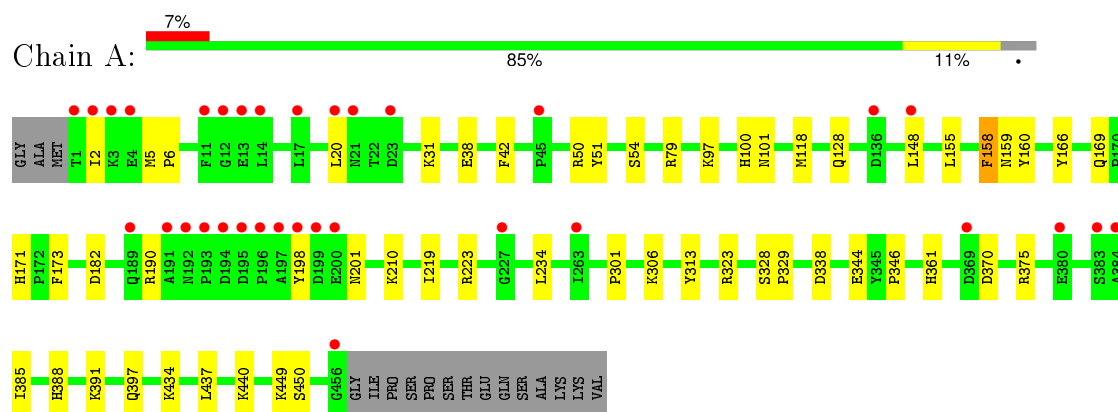 7%
Chain A:
85% 11% •
GLY ALA MET T1 I2 K3 E4 M5 P6 F11 G12 E13 L14 L17 L20 N21 T22 D23 K31 E38 F42 P45 R50 Y51 S54 R79 K97 H100 N101 M118 Q128 D136 L148 L155 F158 N159 Y160 Y166 Q169 P170
H171 P172 F173 D182 Q189 R190 A191 N192 P193 D194 D195 P196 A197 Y198 D199 E200 N201 K210 I219 R223 G227 L234 I263 P301 K306 Y313 R323 S328 P329 D338 E344 Y345 P346 H361 D369 D370 R375 E380 S383 A384
I385 H388 K391 Q397 K434 L437 K440 K449 S450 G456 GLY ILE PRO SER PRO SER THR GLU GLN SER ALA LYS LYS VAL